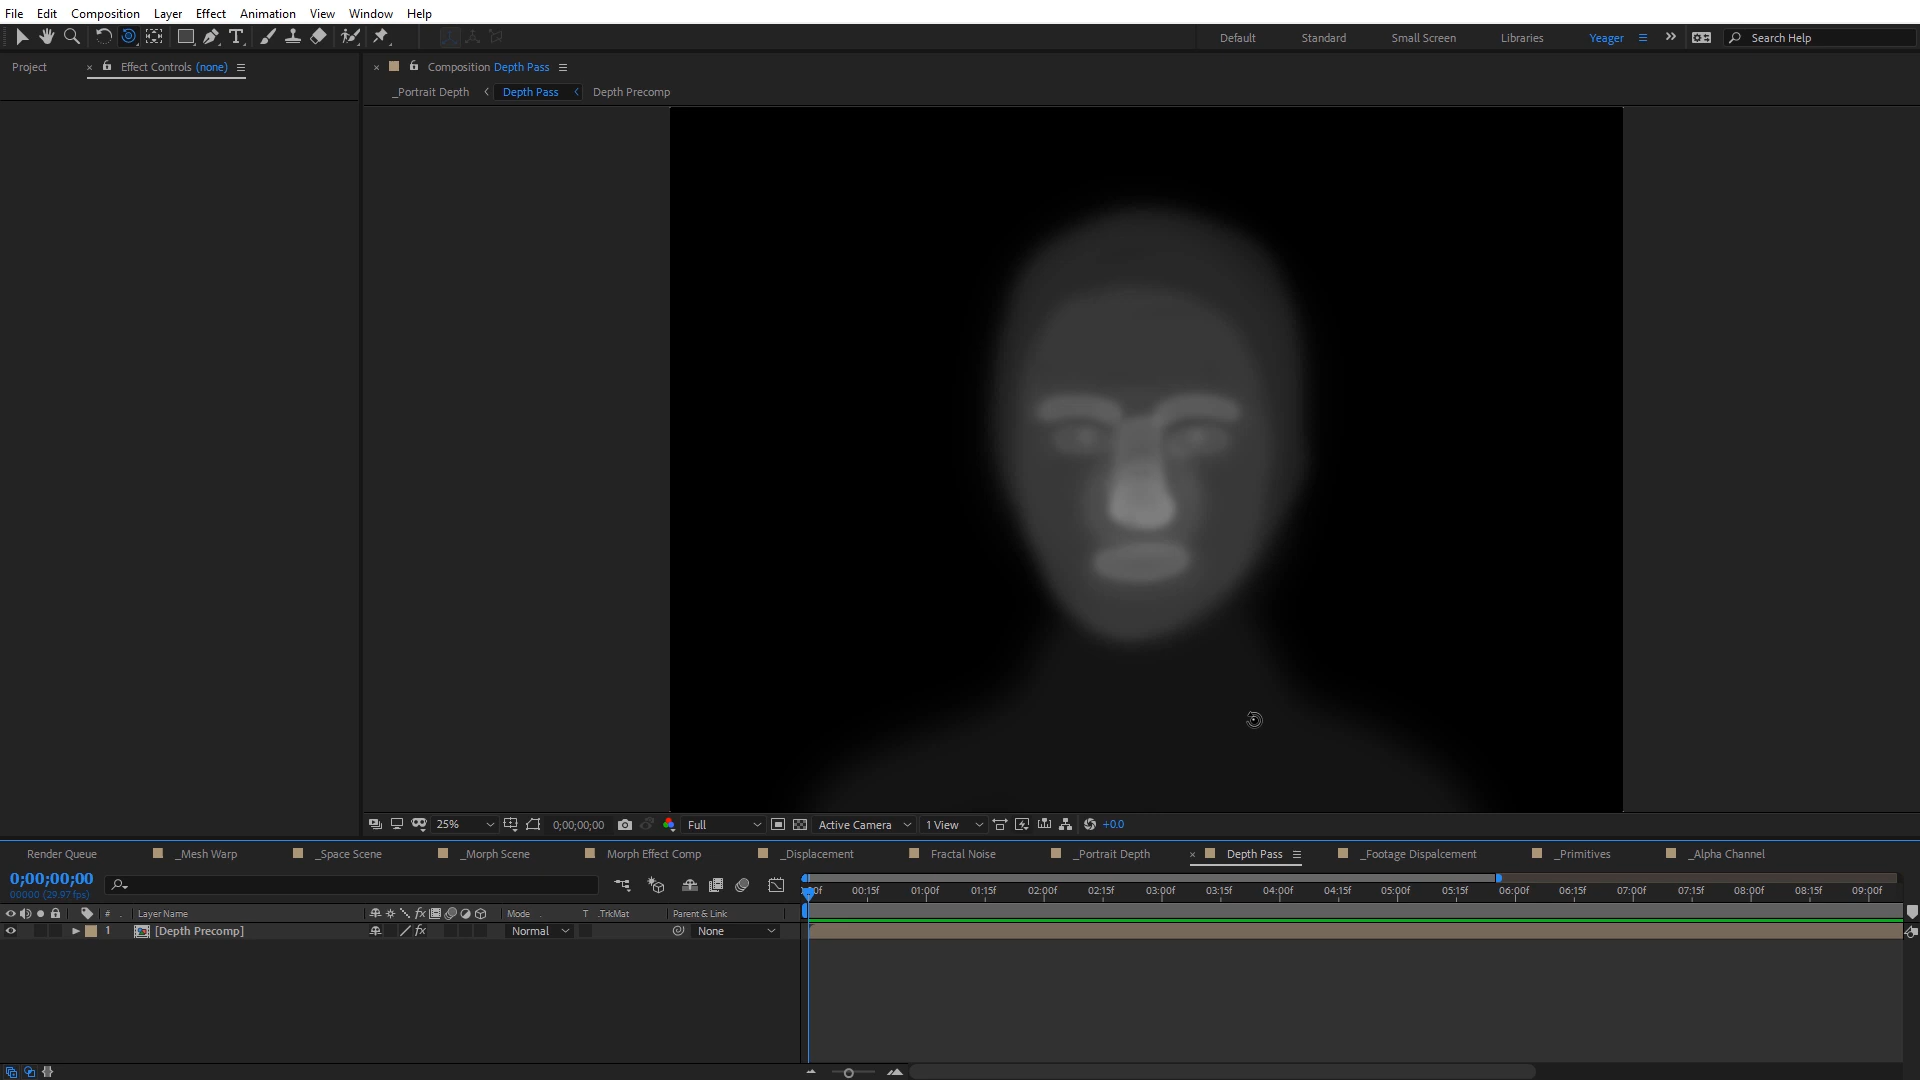 File Edit Composition Layer Effect Animation View Window Help
Default Standard Small Screen Libraries Yeager Search Help
Project Effect Controls (none) Composition Depth Pass
_Portrait Depth Depth Pass Depth Precomp
25% 0;00;00;00 Full Active Camera 1 View +0.0
Render Queue _Mesh Warp _Space Scene _Morph Scene Morph Effect Comp _Displacement Fractal Noise _Portrait Depth Depth Pass _Footage Dispalcement _Primitives _Alpha Channel
0;00;00;00
00000 (29.97 fps)
00f 00:15f 01:00f 01:15f 02:00f 02:15f 03:00f 03:15f 04:00f 04:15f 05:00f 05:15f 06:00f 06:15f 07:00f 07:15f 08:00f 08:15f 09:00f
# Layer Name Mode T .TrkMat Parent & Link
1 [Depth Precomp] Normal None